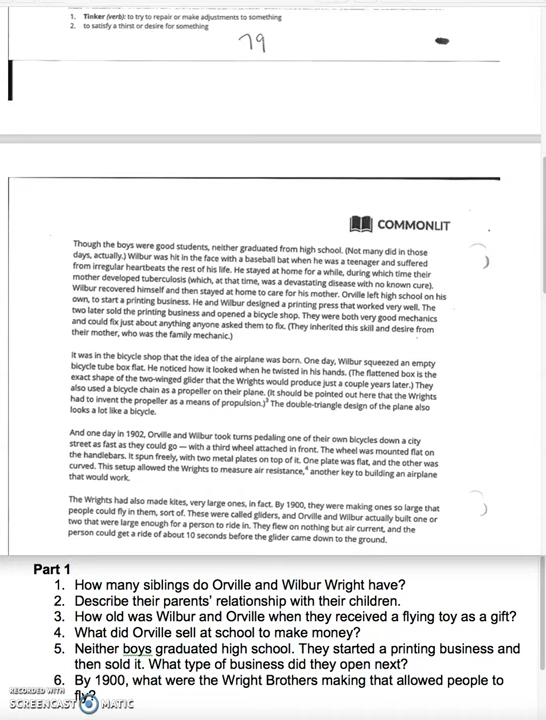 1. Tinker (verb): to try to repair or make adjustments to something
2. to satisfy a thirst or desire for something
79
COMMONLIT
Though the boys were good students, neither graduated from high school. (Not many did in those
days, actually.) Wilbur was hit in the face with a baseball bat when he was a teenager and suffered
from irregular heartbeats the rest of his life. He stayed at home for a while, during which time their
mother developed tuberculosis (which, at that time, was a devastating disease with no known cure).
Wilbur recovered himself and then stayed at home to care for his mother. Orville left high school on his
own, to start a printing business. He and Wilbur designed a printing press that worked very well. The
two later sold the printing business and opened a bicycle shop. They were both very good mechanics
and could fix just about anything anyone asked them to fix. (They inherited this skill and desire from
their mother, who was the family mechanic.)
It was in the bicycle shop that the idea of the airplane was born. One day, Wilbur squeezed an empty
bicycle tube box flat. He noticed how it looked when he twisted in his hands. (The flattened box is the
exact shape of the two-winged glider that the Wrights would produce just a couple years later.) They
also used a bicycle chain as a propeller on their plane. (It should be pointed out here that the Wrights
had to invent the propeller as a means of propulsion.)³ The double-triangle design of the plane also
looks a lot like a bicycle.
And one day in 1902, Orville and Wilbur took turns pedaling one of their own bicycles down a city
street as fast as they could go — with a third wheel attached in front. The wheel was mounted flat on
the handlebars. It spun freely, with two metal plates on top of it. One plate was flat, and the other was
curved. This setup allowed the Wrights to measure air resistance,⁴ another key to building an airplane
that would work.
The Wrights had also made kites, very large ones, in fact. By 1900, they were making ones so large that
people could fly in them, sort of. These were called gliders, and Orville and Wilbur actually built one or
two that were large enough for a person to ride in. They flew on nothing but air current, and the
person could get a ride of about 10 seconds before the glider came down to the ground.
Part 1
1. How many siblings do Orville and Wilbur Wright have?
2. Describe their parents' relationship with their children.
3. How old was Wilbur and Orville when they received a flying toy as a gift?
4. What did Orville sell at school to make money?
5. Neither boys graduated high school. They started a printing business and
then sold it. What type of business did they open next?
6. By 1900, what were the Wright Brothers making that allowed people to
fly?
RECORDED WITH
SCREENCAST MATIC